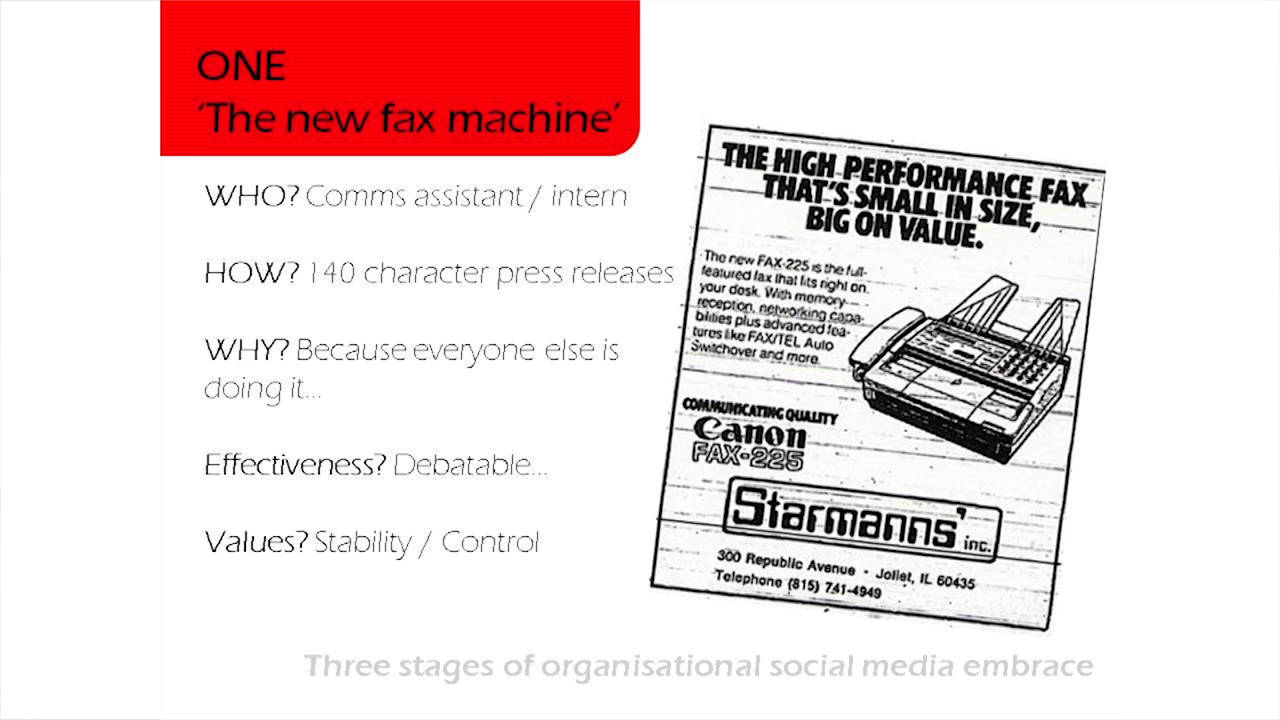 ONE
‘The new fax machine’
WHO? Comms assistant / intern
HOW? 140 character press releases
WHY? Because everyone else is
doing it...
Effectiveness? Debatable...
Values? Stability / Control
THE HIGH PERFORMANCE FAX
THAT'S SMALL IN SIZE,
BIG ON VALUE.
The new FAX-225 is the full-
featured fax that fits right on
your desk. With memory
reception, networking capa-
bilities plus advanced fea-
tures like FAX/TEL Auto
Switchover and more.
COMMUNICATING QUALITY
Canon
FAX-225
Starmanns' inc.
300 Republic Avenue • Joliet, IL 60435
Telephone (815) 741-4949
Three stages of organisational social media embrace